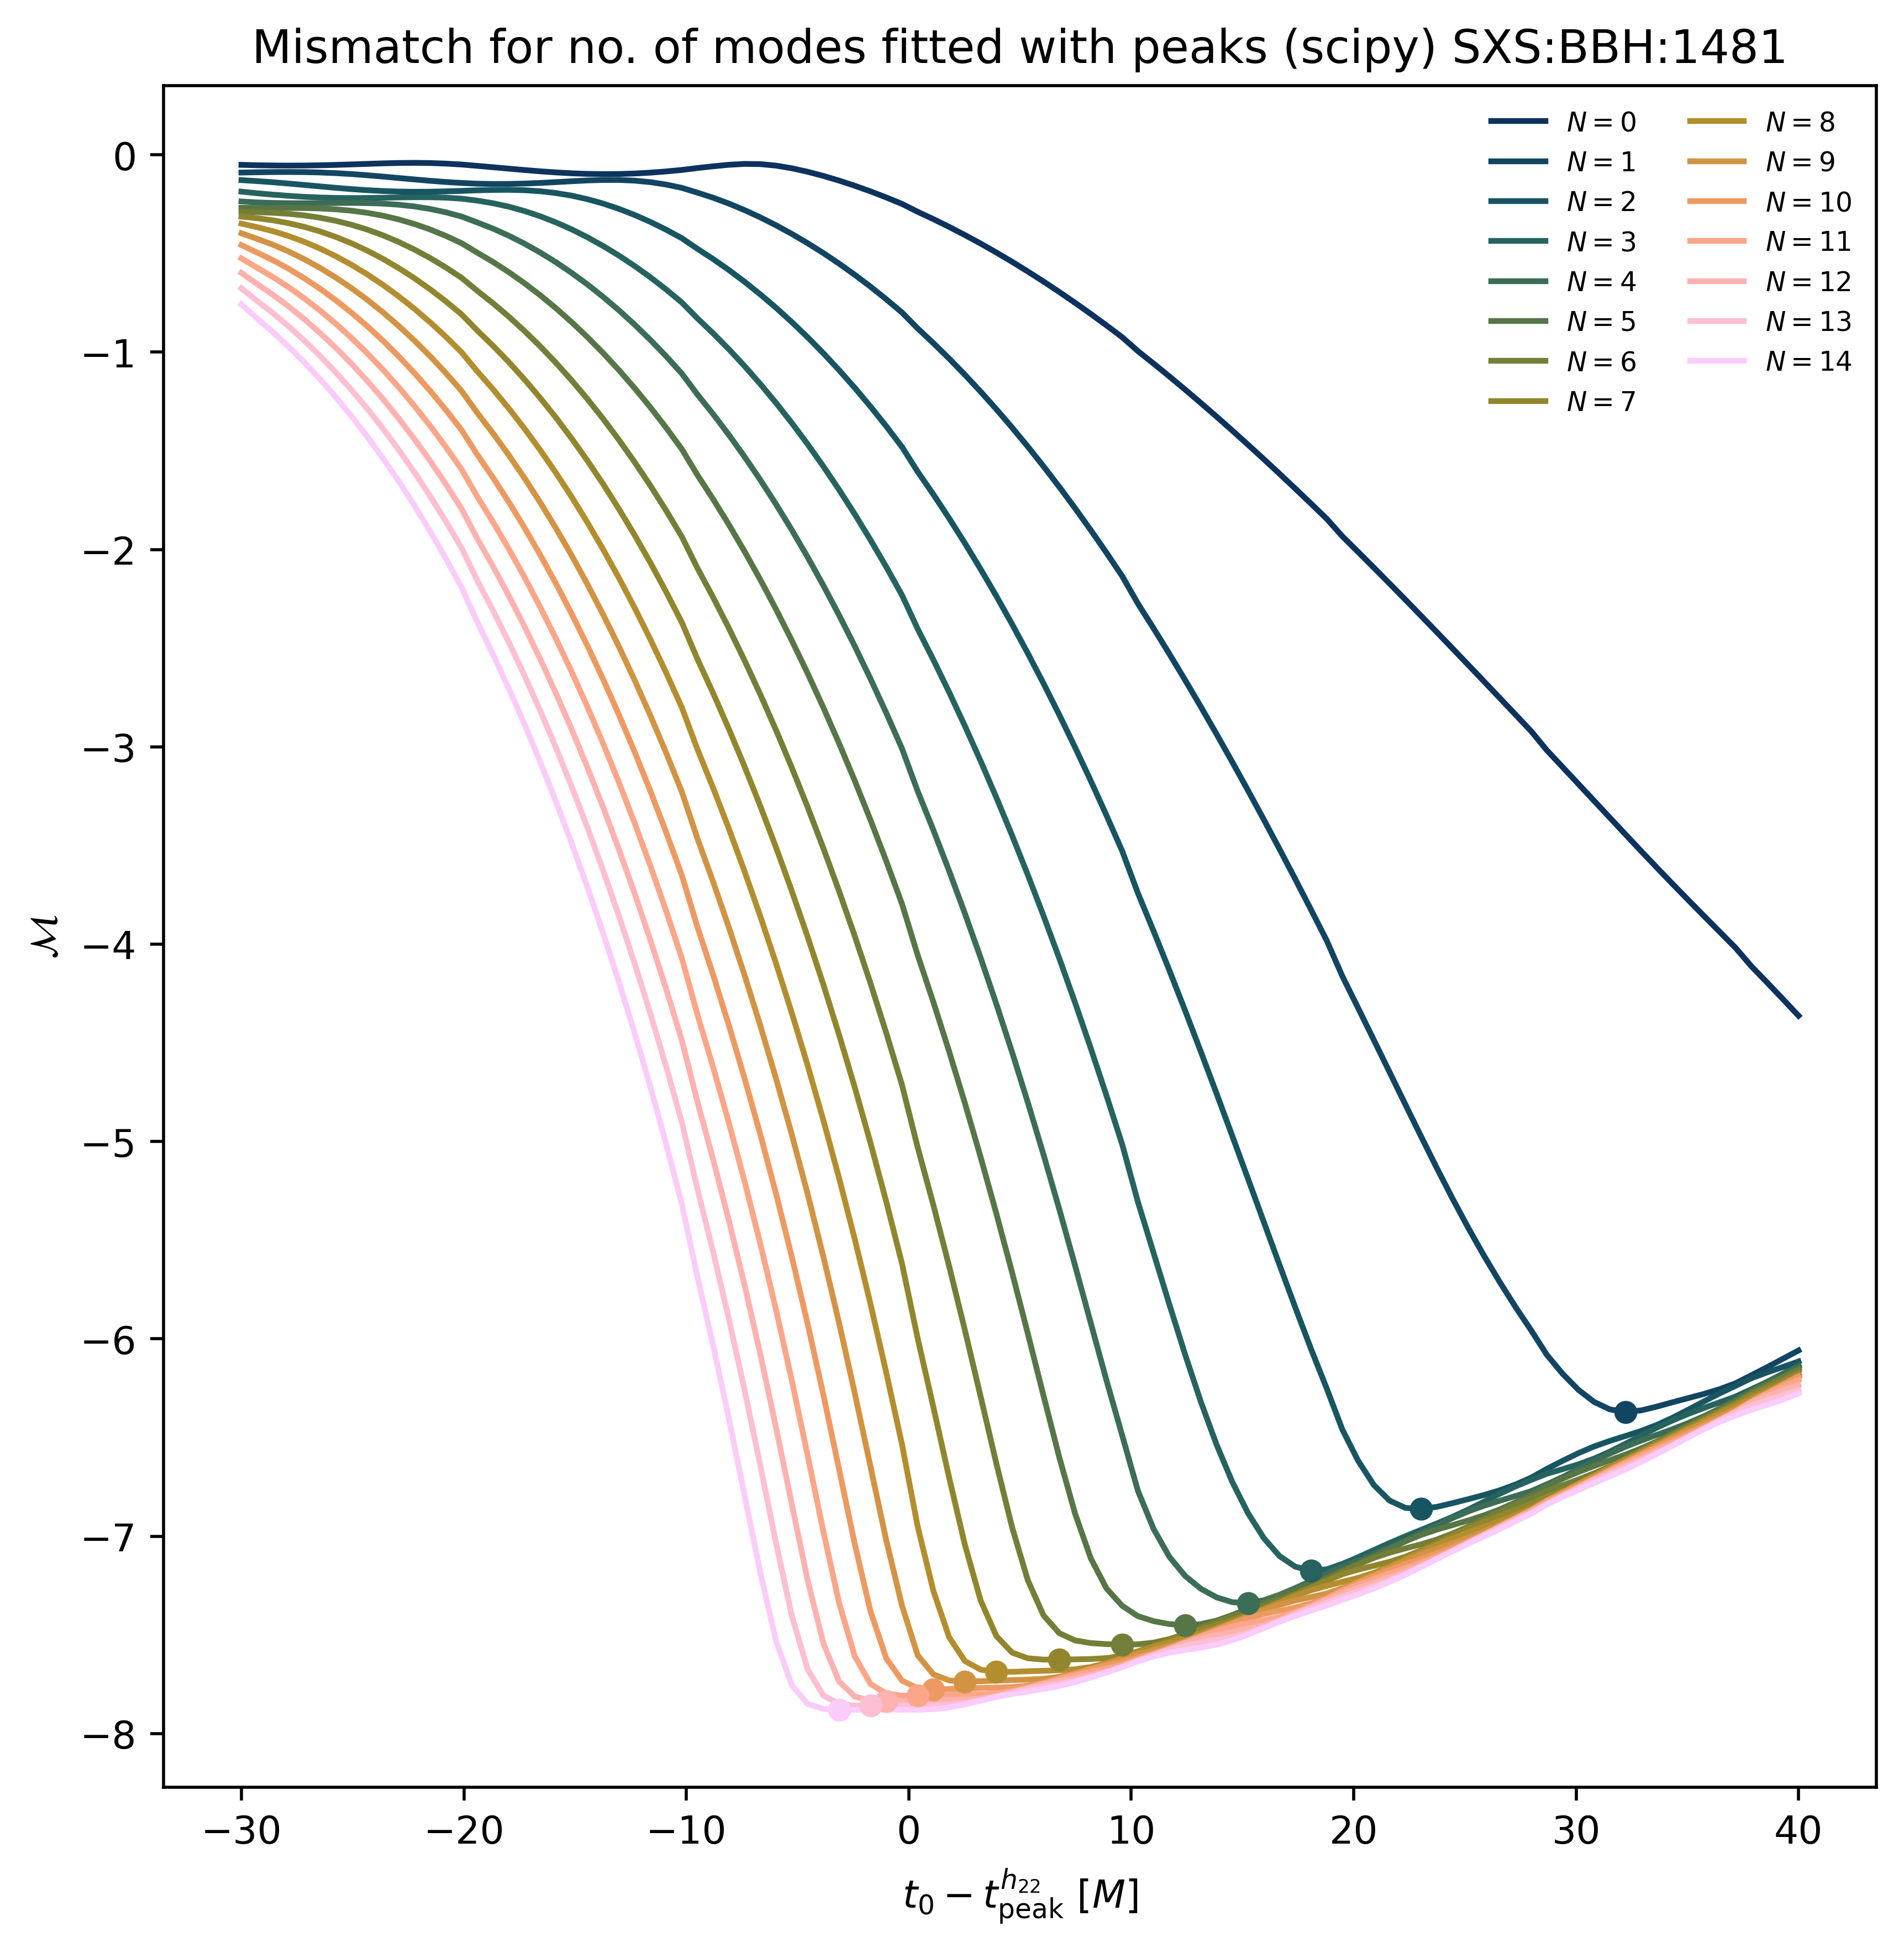 Mismatch for no. of modes fitted with peaks (scipy) SXS:BBH:1481
N = 0
N = 1
N = 2
N = 3
N = 4
N = 5
N = 6
N = 7
N = 8
N = 9
N = 10
N = 11
N = 12
N = 13
N = 14
0
−1
−2
−3
−4
−5
−6
−7
−8
ℳ
−30 −20 −10 0 10 20 30 40
t₀ − t_peak^h₂₂ [M]